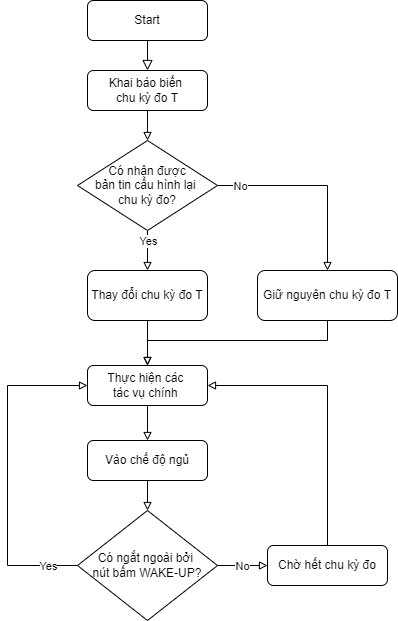 Start
Khai báo biến
chu kỳ đo T
Có nhận được
bản tin cấu hình lại
chu kỳ đo?
No
Yes
Thay đổi chu kỳ đo T
Giữ nguyên chu kỳ đo T
Thực hiện các
tác vụ chính
Vào chế độ ngủ
Có ngắt ngoài bởi
nút bấm WAKE-UP?
Yes
No
Chờ hết chu kỳ đo